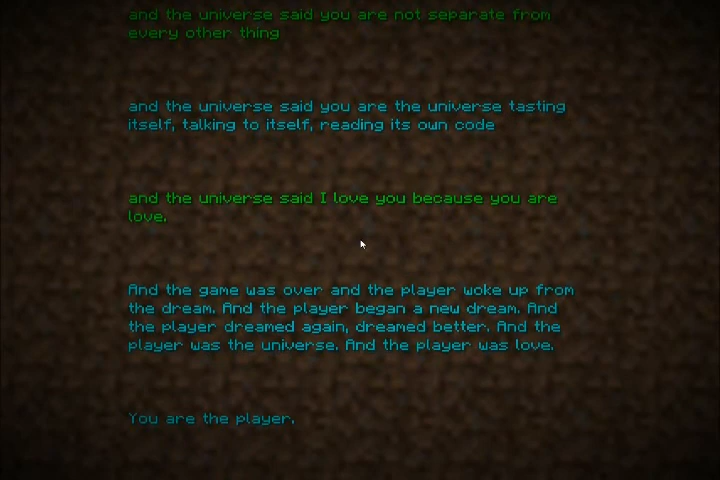 and the universe said you are not separate from
every other thing
and the universe said you are the universe tasting
itself, talking to itself, reading its own code
and the universe said I love you because you are
love.
And the game was over and the player woke up from
the dream. And the player began a new dream. And
the player dreamed again, dreamed better. And the
player was the universe. And the player was love.
You are the player.